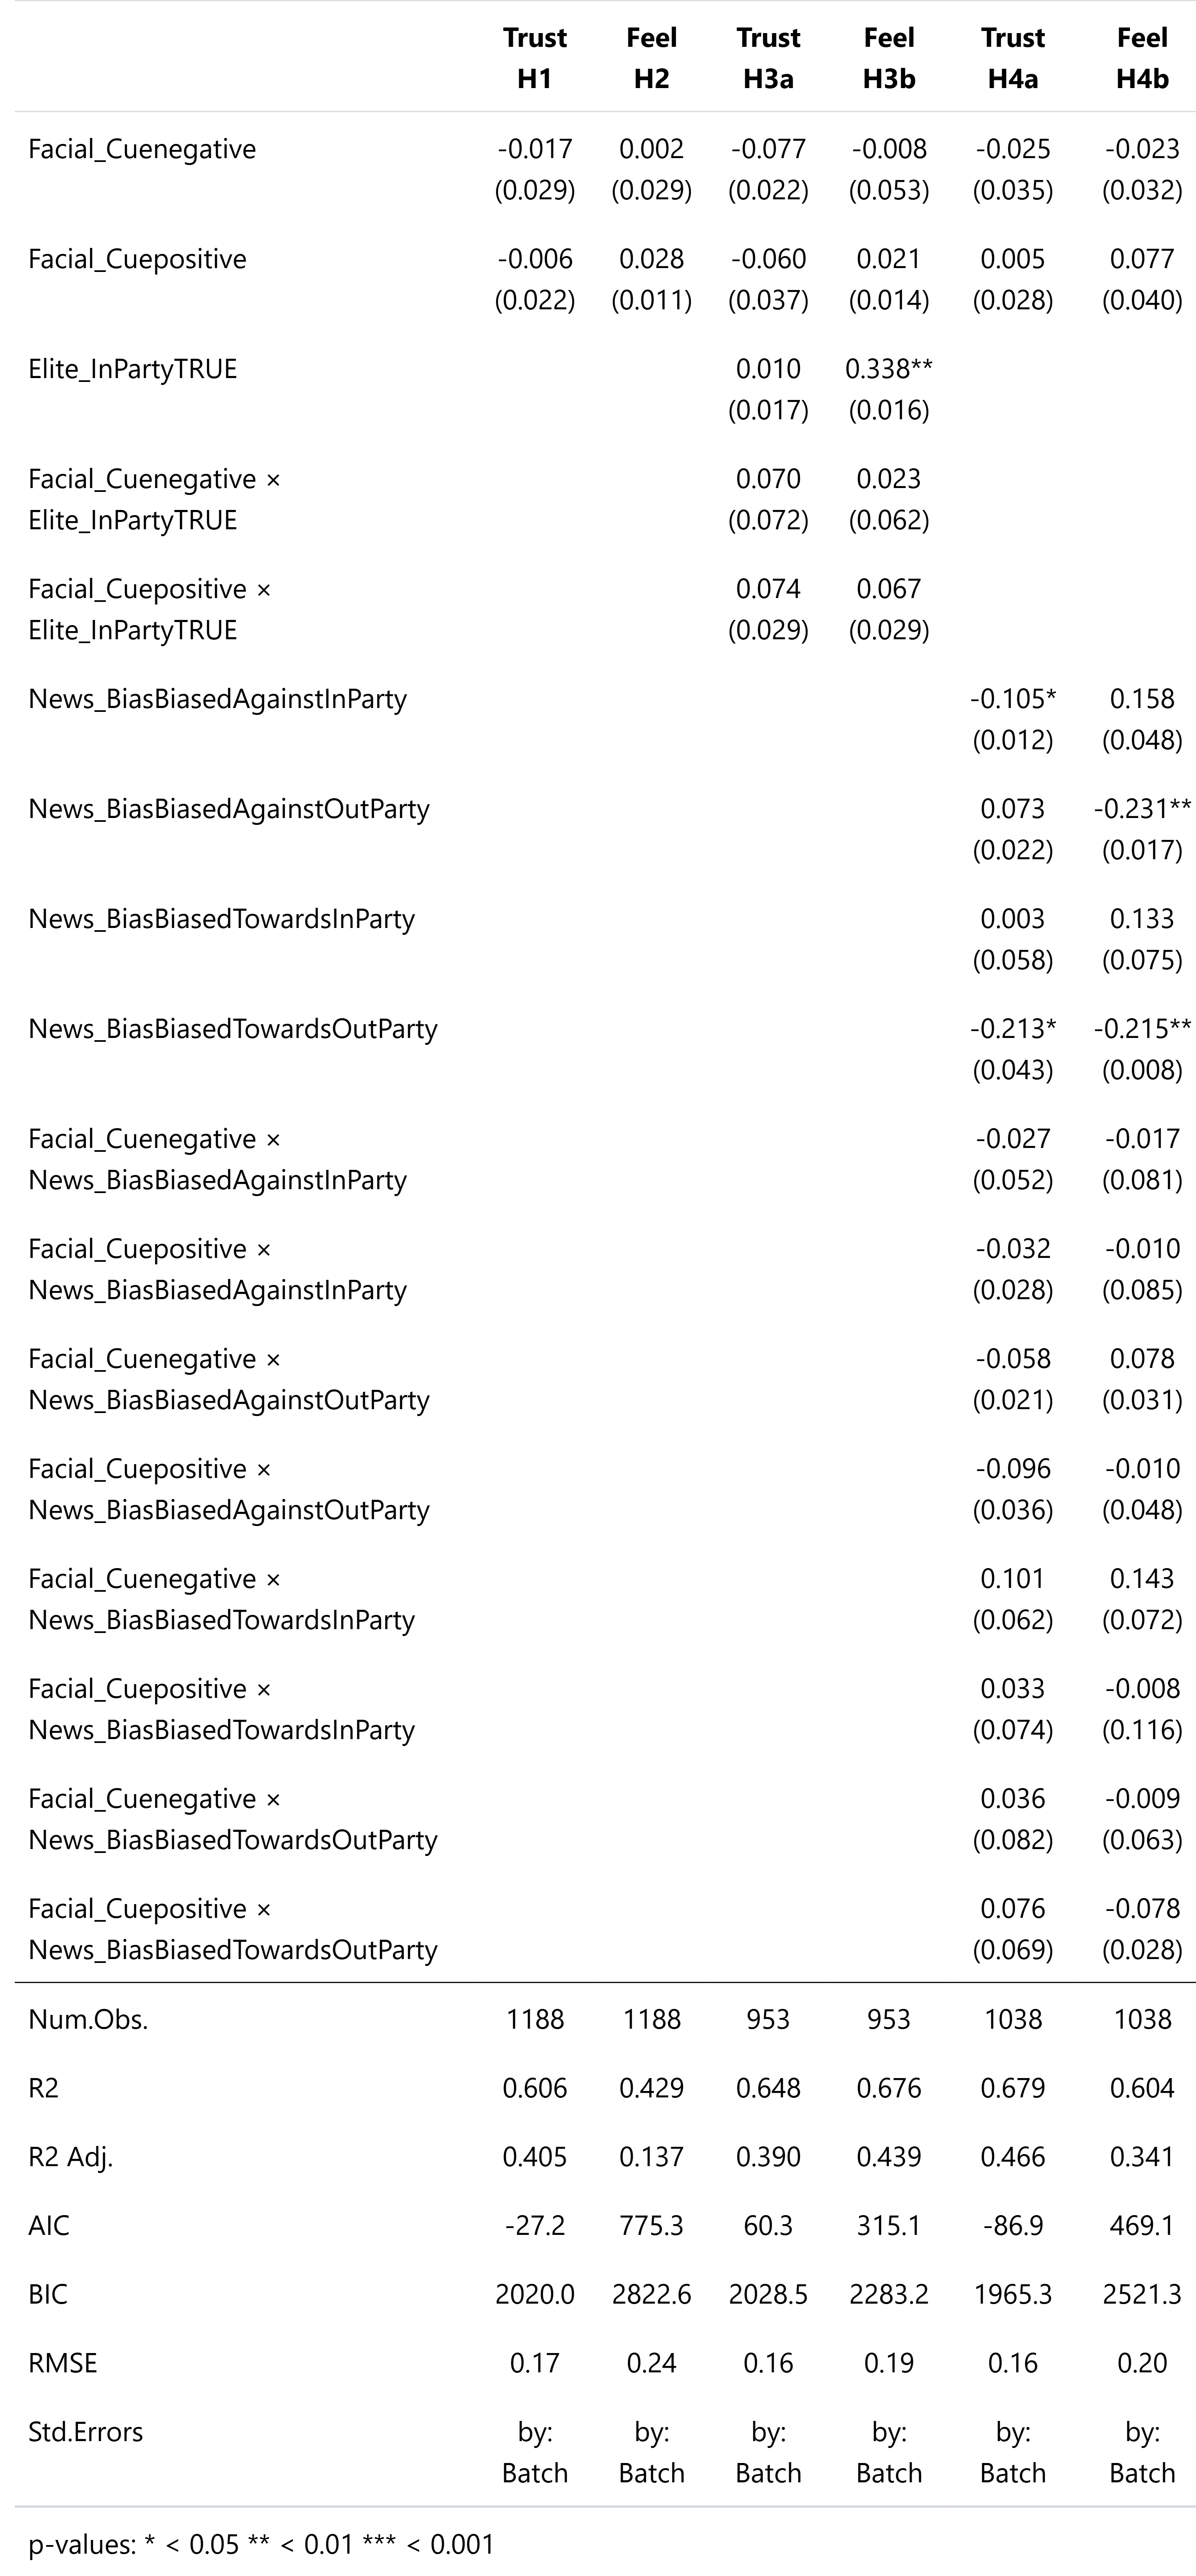 Trust Feel Trust Feel Trust Feel
H1 H2 H3a H3b H4a H4b
Facial_Cuenegative -0.017 0.002 -0.077 -0.008 -0.025 -0.023
(0.029) (0.029) (0.022) (0.053) (0.035) (0.032)
Facial_Cuepositive -0.006 0.028 -0.060 0.021 0.005 0.077
(0.022) (0.011) (0.037) (0.014) (0.028) (0.040)
Elite_InPartyTRUE 0.010 0.338**
(0.017) (0.016)
Facial_Cuenegative × 0.070 0.023
Elite_InPartyTRUE (0.072) (0.062)
Facial_Cuepositive × 0.074 0.067
Elite_InPartyTRUE (0.029) (0.029)
News_BiasBiasedAgainstInParty -0.105* 0.158
(0.012) (0.048)
News_BiasBiasedAgainstOutParty 0.073 -0.231**
(0.022) (0.017)
News_BiasBiasedTowardsInParty 0.003 0.133
(0.058) (0.075)
News_BiasBiasedTowardsOutParty -0.213* -0.215**
(0.043) (0.008)
Facial_Cuenegative × -0.027 -0.017
News_BiasBiasedAgainstInParty (0.052) (0.081)
Facial_Cuepositive × -0.032 -0.010
News_BiasBiasedAgainstInParty (0.028) (0.085)
Facial_Cuenegative × -0.058 0.078
News_BiasBiasedAgainstOutParty (0.021) (0.031)
Facial_Cuepositive × -0.096 -0.010
News_BiasBiasedAgainstOutParty (0.036) (0.048)
Facial_Cuenegative × 0.101 0.143
News_BiasBiasedTowardsInParty (0.062) (0.072)
Facial_Cuepositive × 0.033 -0.008
News_BiasBiasedTowardsInParty (0.074) (0.116)
Facial_Cuenegative × 0.036 -0.009
News_BiasBiasedTowardsOutParty (0.082) (0.063)
Facial_Cuepositive × 0.076 -0.078
News_BiasBiasedTowardsOutParty (0.069) (0.028)
Num.Obs. 1188 1188 953 953 1038 1038
R2 0.606 0.429 0.648 0.676 0.679 0.604
R2 Adj. 0.405 0.137 0.390 0.439 0.466 0.341
AIC -27.2 775.3 60.3 315.1 -86.9 469.1
BIC 2020.0 2822.6 2028.5 2283.2 1965.3 2521.3
RMSE 0.17 0.24 0.16 0.19 0.16 0.20
Std.Errors by: by: by: by: by: by:
Batch Batch Batch Batch Batch Batch
p-values: * < 0.05 ** < 0.01 *** < 0.001